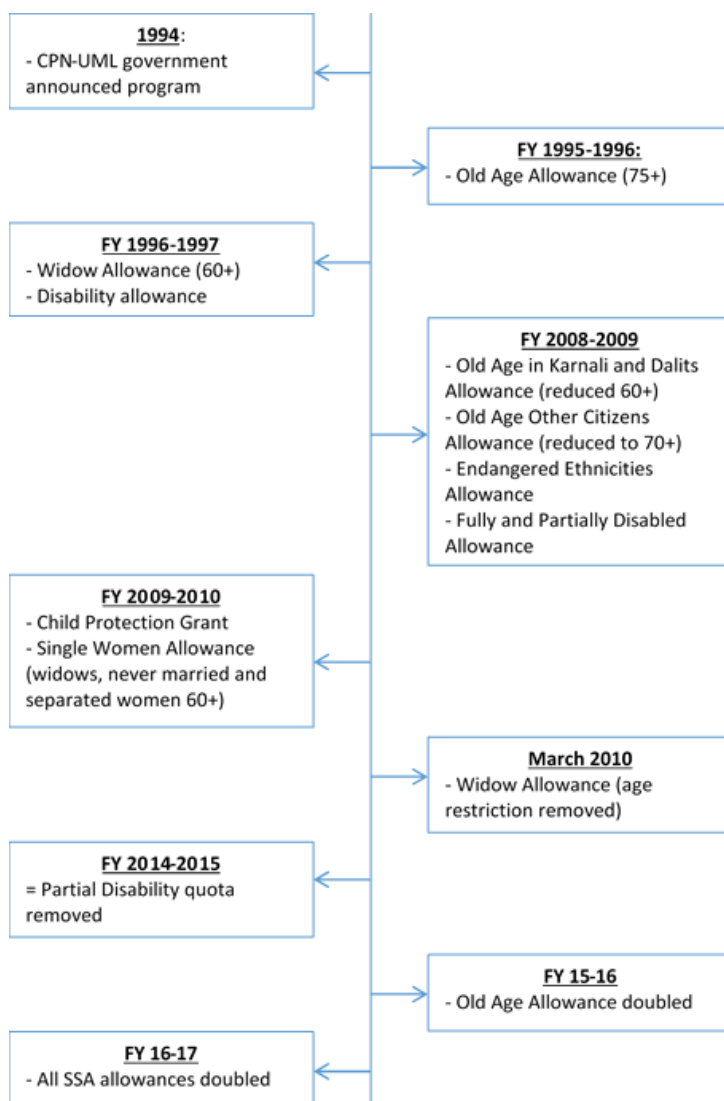 1994:
- CPN-UML government
announced program
FY 1995-1996:
- Old Age Allowance (75+)
FY 1996-1997
- Widow Allowance (60+)
- Disability allowance
FY 2008-2009
- Old Age in Karnali and Dalits
Allowance (reduced 60+)
- Old Age Other Citizens
Allowance (reduced to 70+)
- Endangered Ethnicities
Allowance
- Fully and Partially Disabled
Allowance
FY 2009-2010
- Child Protection Grant
- Single Women Allowance
(widows, never married and
separated women 60+)
March 2010
- Widow Allowance (age
restriction removed)
FY 2014-2015
= Partial Disability quota
removed
FY 15-16
- Old Age Allowance doubled
FY 16-17
- All SSA allowances doubled